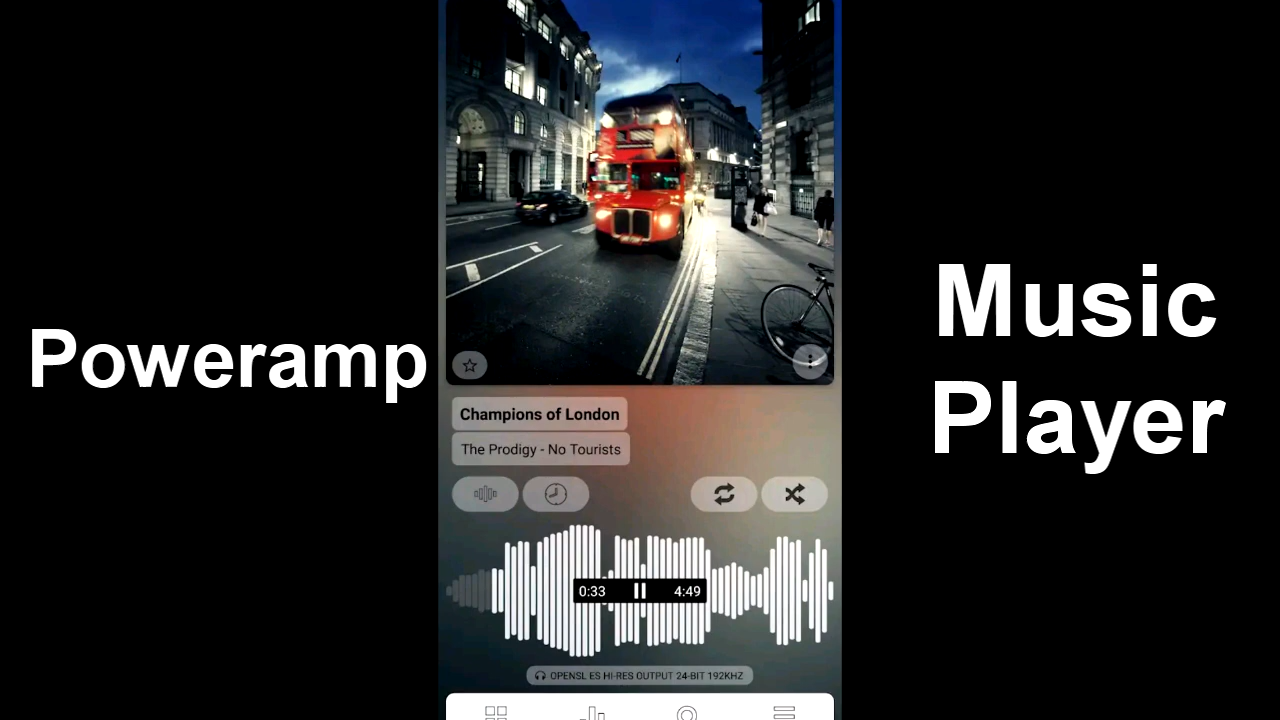 Poweramp
Champions of London
The Prodigy - No Tourists
0:33 4:49
OPENSL ES HI-RES OUTPUT 24-BIT 192KHZ
Music
Player